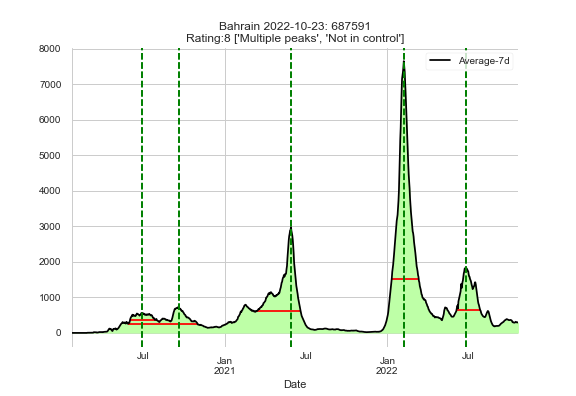 Bahrain 2022-10-23: 687591
Rating:8 ['Multiple peaks', 'Not in control']
8000
7000
6000
5000
4000
3000
2000
1000
0
Average-7d
Jul
Jan
2021
Jul
Jan
2022
Jul
Date